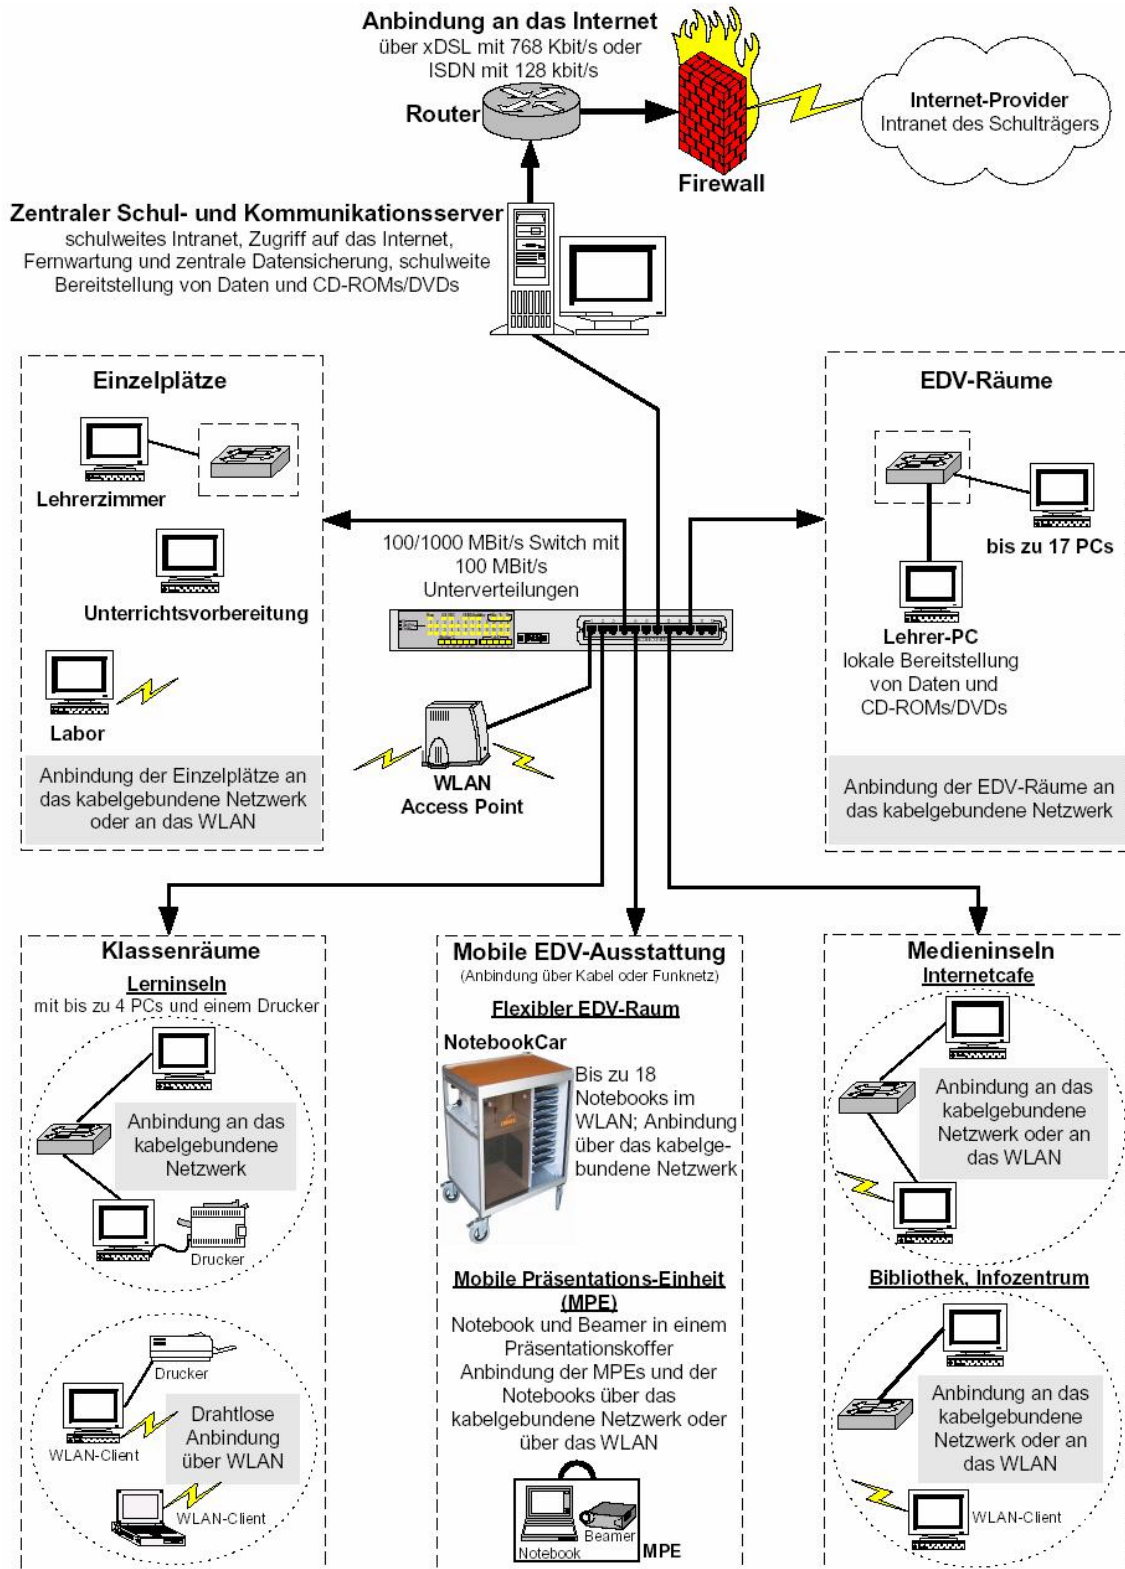 Anbindung an das Internet
über xDSL mit 768 Kbit/s oder
ISDN mit 128 kbit/s
Router
Firewall
Internet-Provider
Intranet des Schulträgers
Zentraler Schul- und Kommunikationsserver
schulweites Intranet, Zugriff auf das Internet,
Fernwartung und zentrale Datensicherung, schulweite
Bereitstellung von Daten und CD-ROMs/DVDs
Einzelplätze
Lehrerzimmer
Unterrichtsvorbereitung
Labor
Anbindung der Einzelplätze an
das kabelgebundene Netzwerk
oder an das WLAN
100/1000 MBit/s Switch mit
100 MBit/s
Unterverteilungen
WLAN
Access Point
EDV-Räume
bis zu 17 PCs
Lehrer-PC
lokale Bereitstellung
von Daten und
CD-ROMs/DVDs
Anbindung der EDV-Räume an
das kabelgebundene Netzwerk
Klassenräume
Lerninseln
mit bis zu 4 PCs und einem Drucker
Anbindung an das
kabelgebundene
Netzwerk
Drucker
Drucker
Drahtlose
Anbindung
über WLAN
WLAN-Client
WLAN-Client
Mobile EDV-Ausstattung
(Anbindung über Kabel oder Funknetz)
Flexibler EDV-Raum
NotebookCar
Bis zu 18
Notebooks im
WLAN; Anbindung
über das kabelge-
bundene Netzwerk
Mobile Präsentations-Einheit
(MPE)
Notebook und Beamer in einem
Präsentationskoffer
Anbindung der MPEs und der
Notebooks über das
kabelgebundene Netzwerk oder
über das WLAN
Beamer
Notebook
MPE
Medieninseln
Internetcafe
Anbindung an das
kabelgebundene
Netzwerk oder an
das WLAN
Bibliothek, Infozentrum
Anbindung an das
kabelgebundene
Netzwerk oder an
das WLAN
WLAN-Client